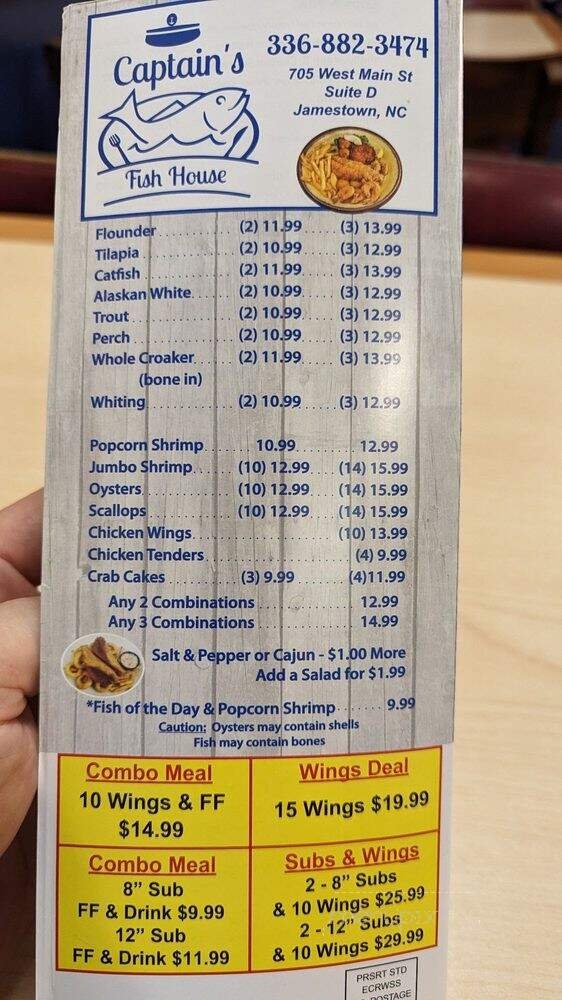 Captain's
Fish House
336-882-3474
705 West Main St
Suite D
Jamestown, NC
Flounder (2) 11.99 (3) 13.99
Tilapia (2) 10.99 (3) 12.99
Catfish (2) 11.99 (3) 13.99
Alaskan White (2) 10.99 (3) 12.99
Trout (2) 10.99 (3) 12.99
Perch (2) 10.99 (3) 12.99
Whole Croaker (2) 11.99 (3) 13.99
(bone in)
Whiting (2) 10.99 (3) 12.99
Popcorn Shrimp 10.99 12.99
Jumbo Shrimp (10) 12.99 (14) 15.99
Oysters (10) 12.99 (14) 15.99
Scallops (10) 12.99 (14) 15.99
Chicken Wings (10) 13.99
Chicken Tenders (4) 9.99
Crab Cakes (3) 9.99 (4)11.99
Any 2 Combinations 12.99
Any 3 Combinations 14.99
Salt & Pepper or Cajun - $1.00 More
Add a Salad for $1.99
*Fish of the Day & Popcorn Shrimp 9.99
Caution: Oysters may contain shells
Fish may contain bones
Combo Meal
10 Wings & FF
$14.99
Wings Deal
15 Wings $19.99
Combo Meal
8" Sub
FF & Drink $9.99
12" Sub
FF & Drink $11.99
Subs & Wings
2 - 8" Subs
& 10 Wings $25.99
2 - 12" Subs
& 10 Wings $29.99
PRSRT STD
ECRWSS
POSTAGE